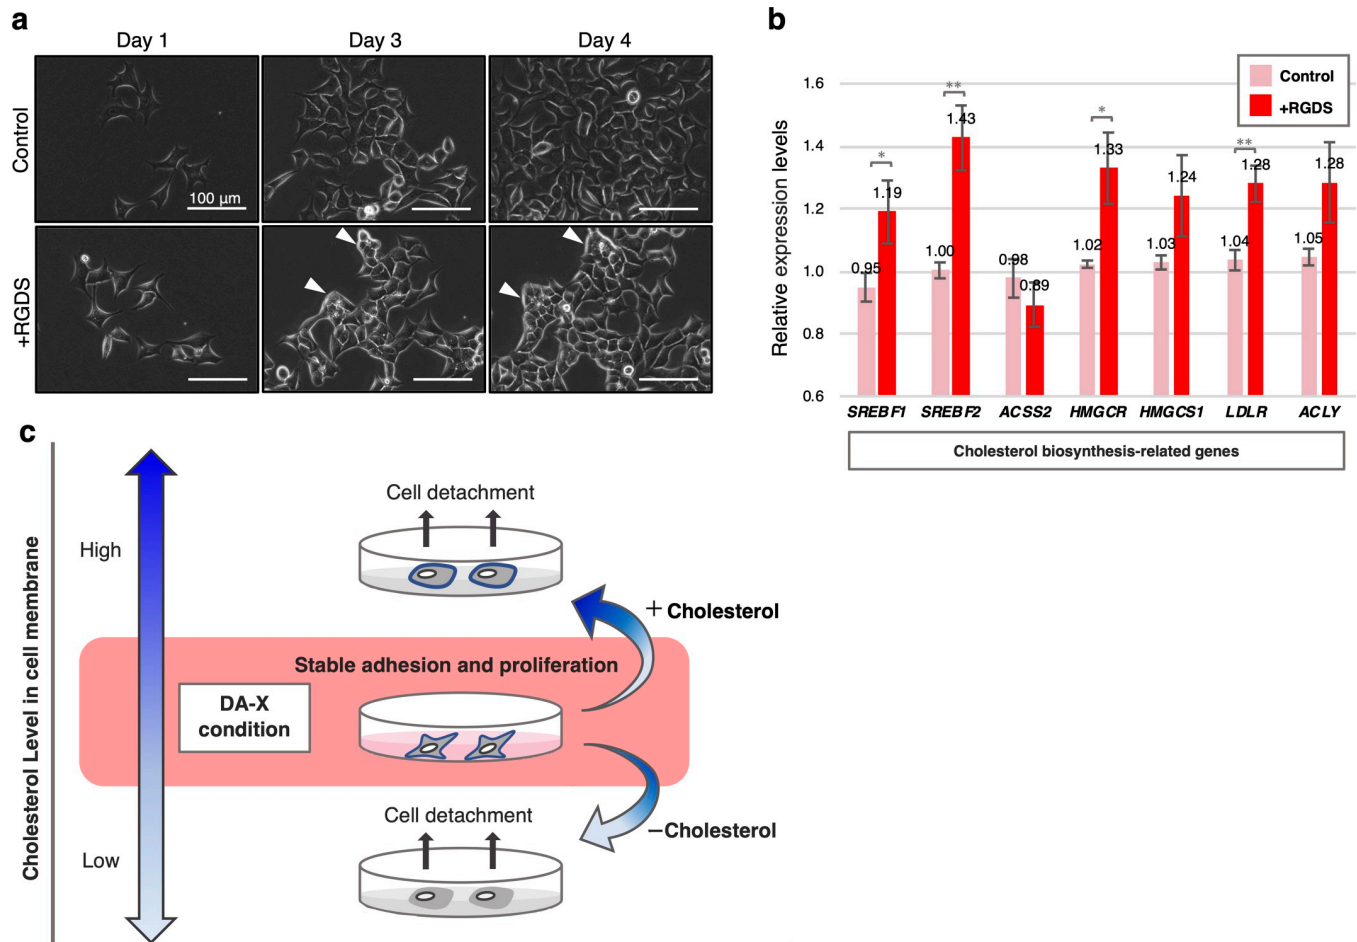 a
Day 1
Day 3
Day 4
Control
100 µm
+RGDS
b
Control
+RGDS
Relative expression levels
1.6
1.4
1.2
1.0
0.8
0.6
*
**
*
**
0.95
1.19
1.00
1.43
0.98
0.89
1.02
1.33
1.03
1.24
1.04
1.28
1.05
1.28
SREBF1
SREBF2
ACSS2
HMGCR
HMGCS1
LDLR
ACLY
Cholesterol biosynthesis-related genes
c
Cholesterol Level in cell membrane
High
Low
Cell detachment
+ Cholesterol
Stable adhesion and proliferation
DA-X
condition
Cell detachment
−Cholesterol